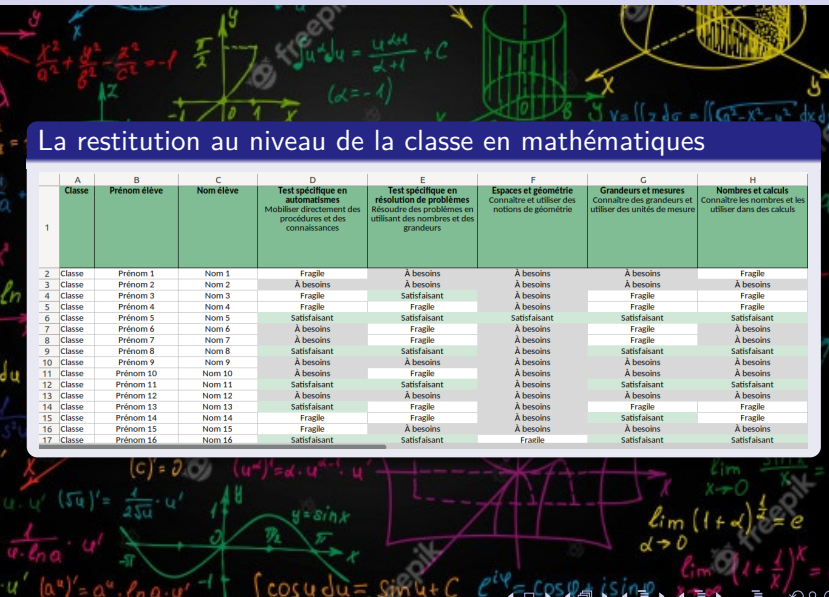 La restitution au niveau de la classe en mathématiques
A B C D E F G H
Classe Prénom élève Nom élève Test spécifique en automatismes Test spécifique en résolution de problèmes Espaces et géométrie Grandeurs et mesures Nombres et calculs
Mobiliser directement des procédures et des connaissances Résoudre des problèmes en utilisant des nombres et des grandeurs Connaître et utiliser des notions de géométrie Connaître des grandeurs et utiliser des unités de mesure Connaître les nombres et les utiliser dans des calculs
1
2 Classe Prénom 1 Nom 1 Fragile À besoins À besoins À besoins Fragile
3 Classe Prénom 2 Nom 2 À besoins À besoins À besoins À besoins À besoins
4 Classe Prénom 3 Nom 3 Fragile Satisfaisant À besoins Fragile Fragile
5 Classe Prénom 4 Nom 4 Fragile Fragile À besoins Fragile Fragile
6 Classe Prénom 5 Nom 5 Satisfaisant Satisfaisant Satisfaisant Satisfaisant Satisfaisant
7 Classe Prénom 6 Nom 6 À besoins Fragile À besoins Fragile À besoins
8 Classe Prénom 7 Nom 7 À besoins Fragile À besoins Fragile À besoins
9 Classe Prénom 8 Nom 8 Satisfaisant Satisfaisant À besoins Satisfaisant Satisfaisant
10 Classe Prénom 9 Nom 9 À besoins À besoins À besoins À besoins À besoins
11 Classe Prénom 10 Nom 10 À besoins Fragile À besoins À besoins À besoins
12 Classe Prénom 11 Nom 11 Satisfaisant Satisfaisant À besoins Satisfaisant Satisfaisant
13 Classe Prénom 12 Nom 12 À besoins À besoins À besoins À besoins À besoins
14 Classe Prénom 13 Nom 13 Satisfaisant Fragile À besoins Fragile Fragile
15 Classe Prénom 14 Nom 14 Fragile Fragile À besoins Satisfaisant Fragile
16 Classe Prénom 15 Nom 15 Fragile À besoins À besoins À besoins À besoins
17 Classe Prénom 16 Nom 16 Satisfaisant Satisfaisant Fragile Satisfaisant Satisfaisant
y=sinx
freepik